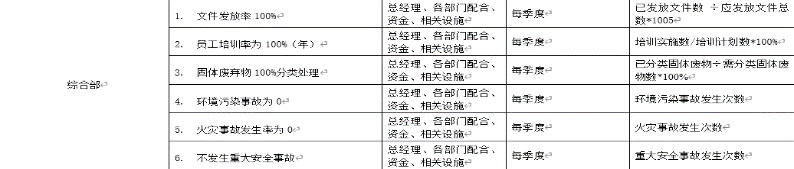 综合部
1. 文件发放率 100%
总经理、各部门配合、
资金、相关设施
每季度
已发放文件数 ÷应发放文件总
数*1005
2. 员工培训率为 100%（年）
总经理、各部门配合、
资金、相关设施
每季度
培训实施数/培训计划数*100%
3. 固体废弃物 100%分类处理
总经理、各部门配合、
资金、相关设施
每季度
已分类固体废物÷需分类固体废
物数*100%
4. 环境污染事故为 0
总经理、各部门配合、
资金、相关设施
每季度
环境污染事故发生次数
5. 火灾事故发生率为 0
总经理、各部门配合、
资金、相关设施
每季度
火灾事故发生次数
6. 不发生重大安全事故
总经理、各部门配合、
资金、相关设施
每季度
重大安全事故发生次数